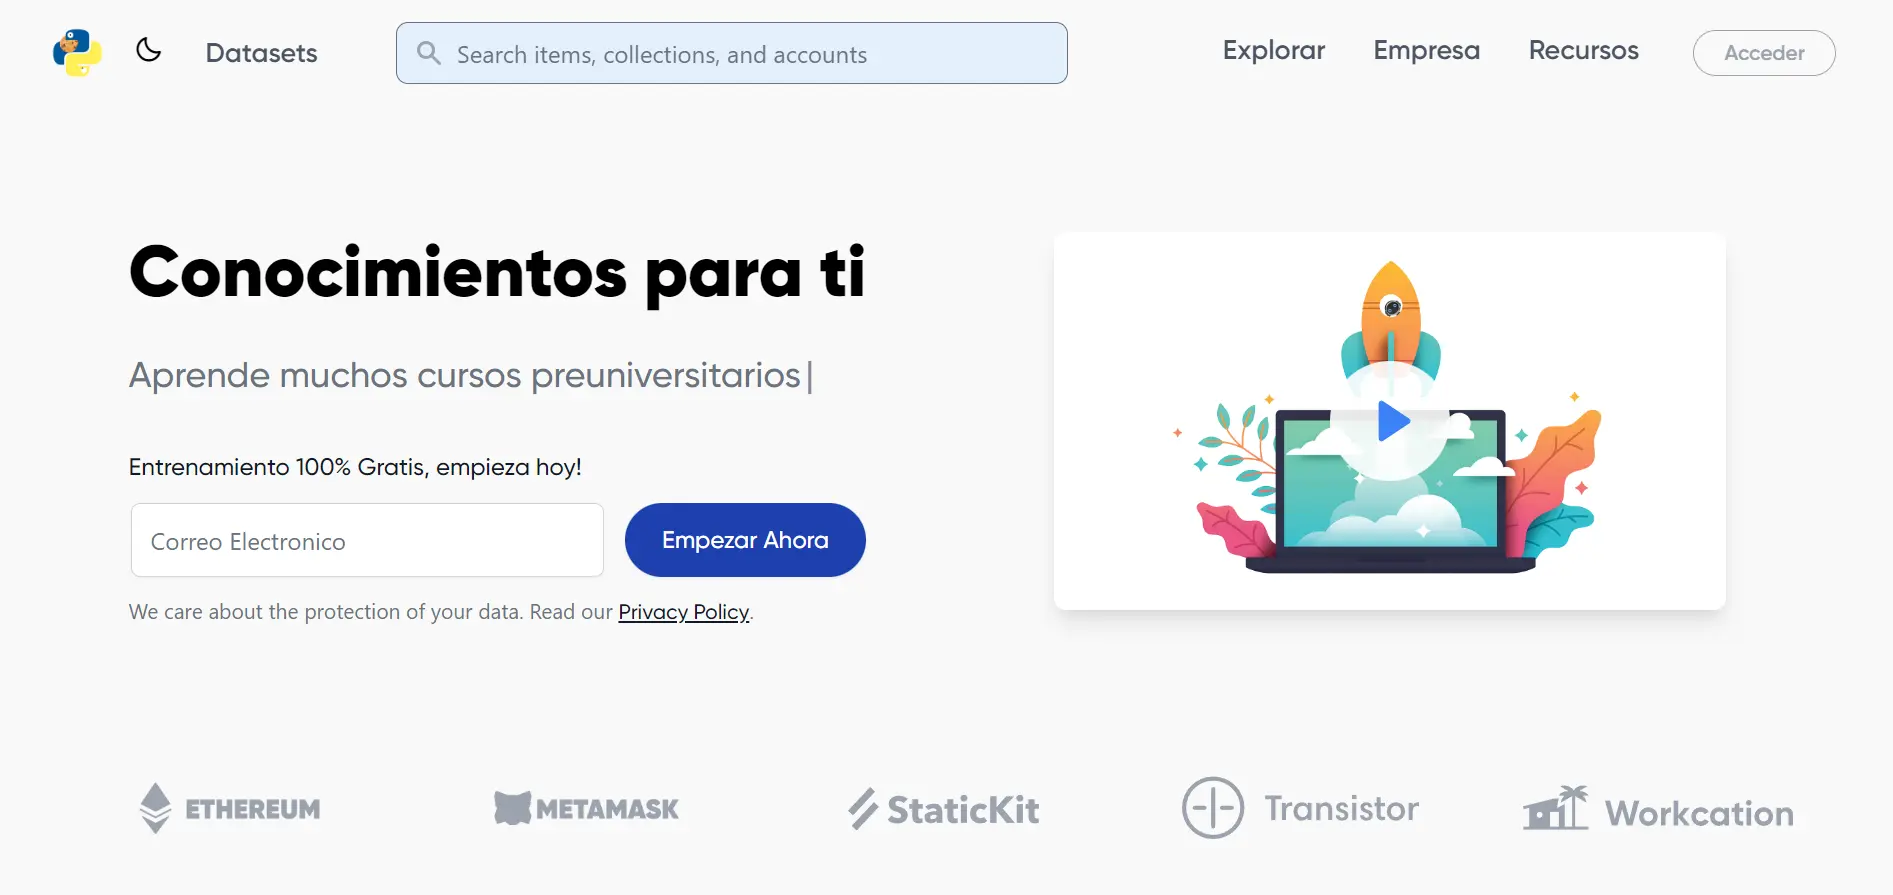 Datasets
Search items, collections, and accounts
Explorar
Empresa
Recursos
Acceder
Conocimientos para ti
Aprende muchos cursos preuniversitarios|
Entrenamiento 100% Gratis, empieza hoy!
Correo Electronico
Empezar Ahora
We care about the protection of your data. Read our Privacy Policy.
ETHEREUM
METAMASK
StaticKit
Transistor
Workcation